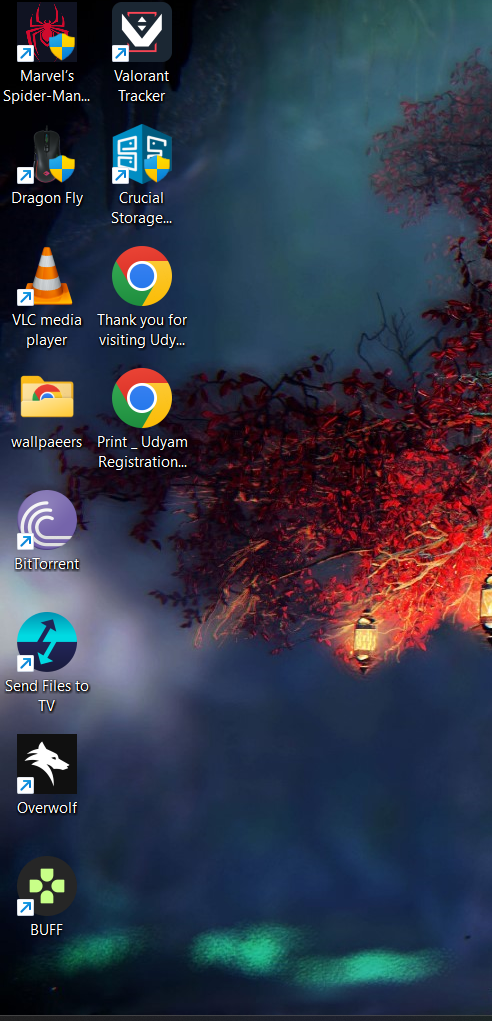 Marvel's
Spider-Man...
Valorant
Tracker
Dragon Fly
Crucial
Storage...
VLC media
player
Thank you for
visiting Udy...
wallpaeers
Print _ Udyam
Registration...
BitTorrent
Send Files to
TV
Overwolf
BUFF